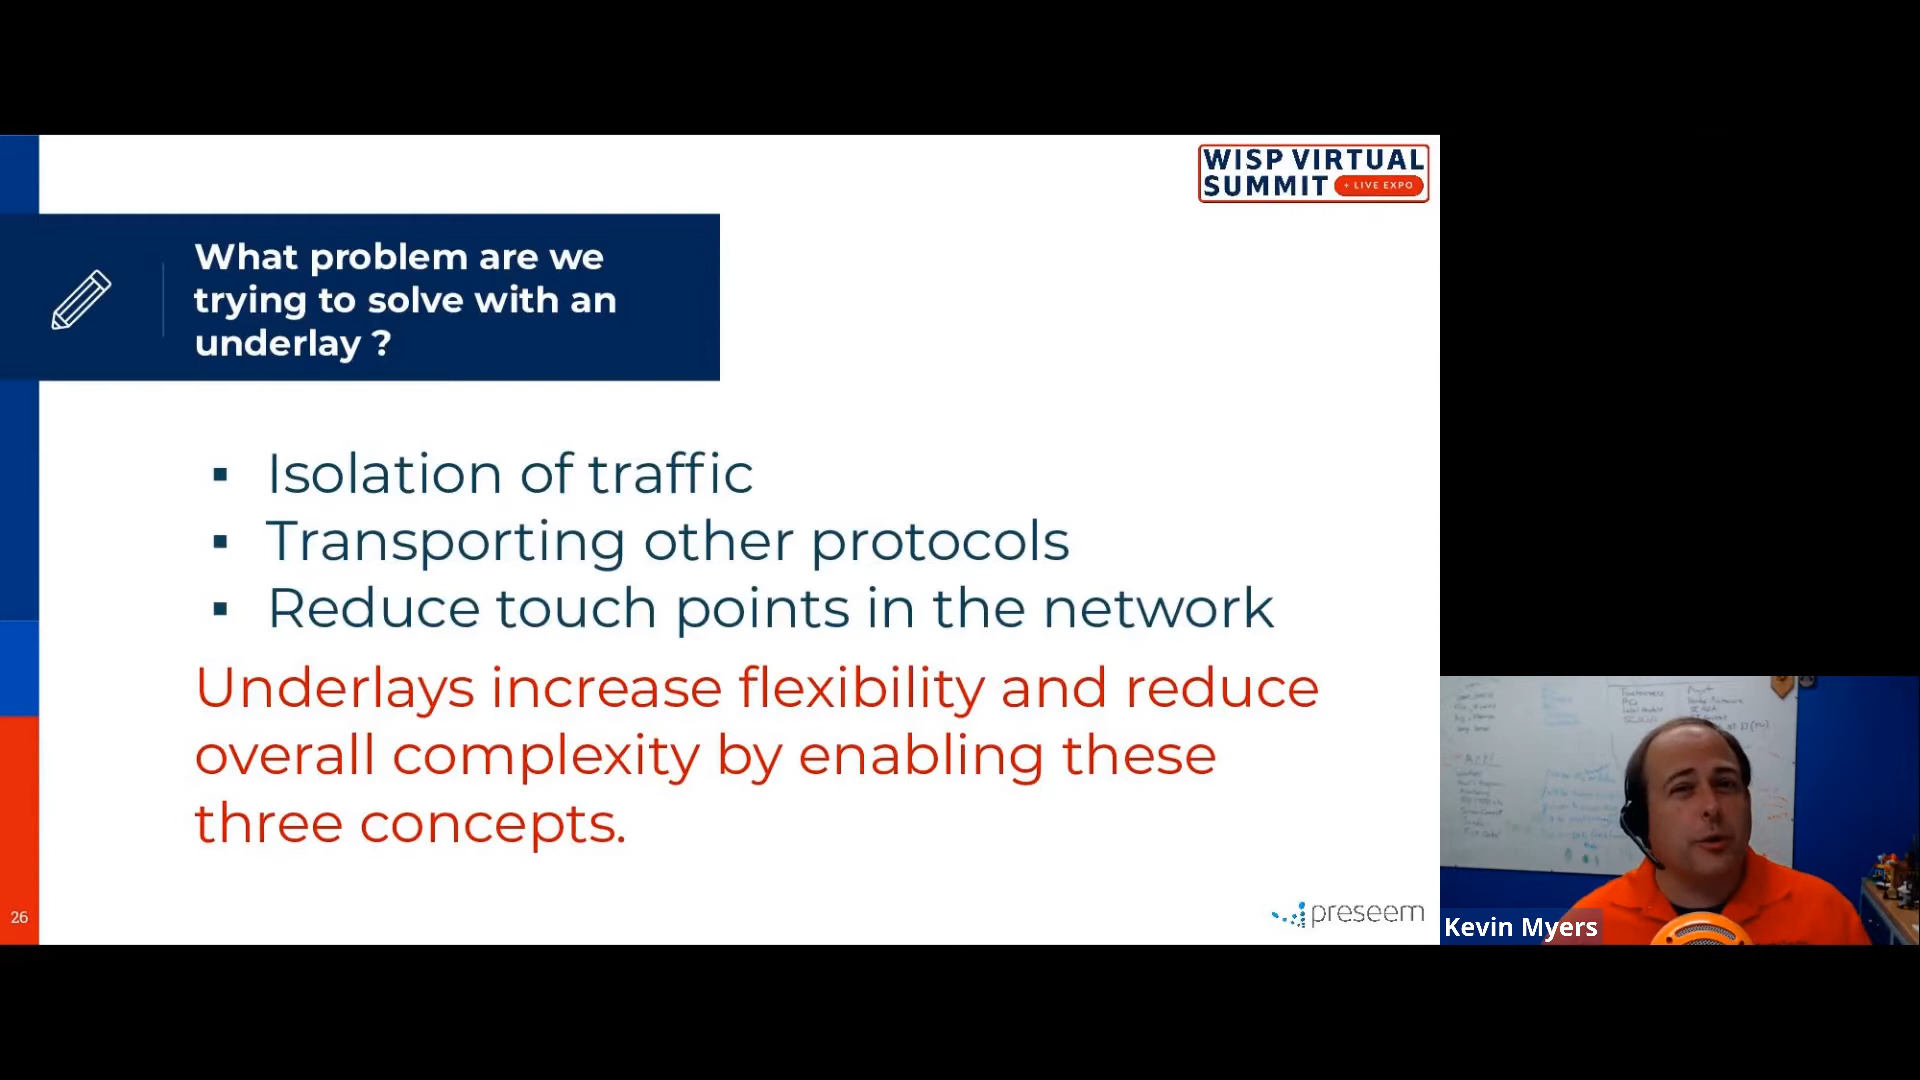 WISP VIRTUAL
SUMMIT + LIVE EXPO
What problem are we
trying to solve with an
underlay ?
▪ Isolation of traffic
▪ Transporting other protocols
▪ Reduce touch points in the network
Underlays increase flexibility and reduce
overall complexity by enabling these
three concepts.
26
preseem
Kevin Myers